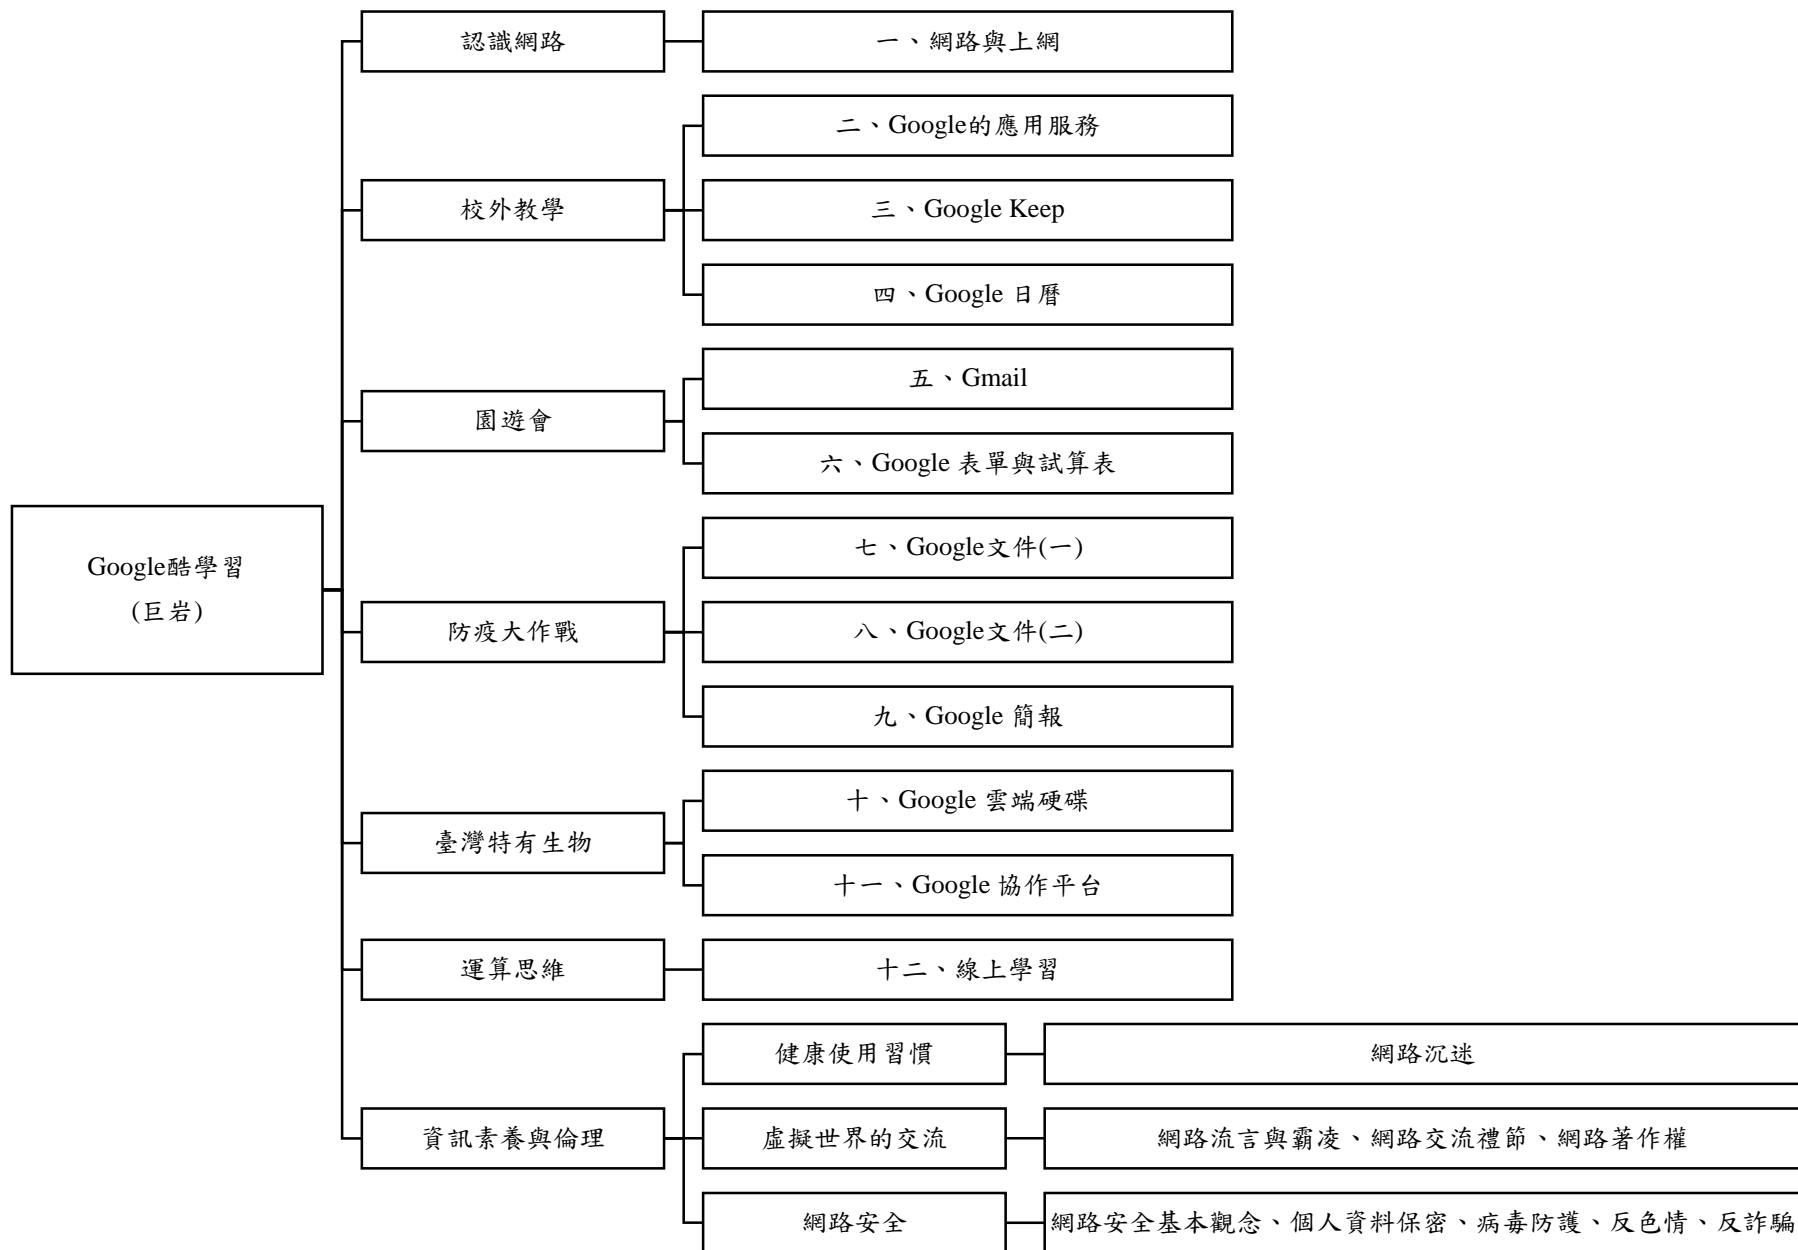 Google酷學習
(巨岩)
認識網路
一、網路與上網
校外教學
二、Google的應用服務
三、Google Keep
四、Google 日曆
園遊會
五、Gmail
六、Google 表單與試算表
防疫大作戰
七、Google文件(一)
八、Google文件(二)
九、Google 簡報
臺灣特有生物
十、Google 雲端硬碟
十一、Google 協作平台
運算思維
十二、線上學習
資訊素養與倫理
健康使用習慣
網路沉迷
虛擬世界的交流
網路流言與霸凌、網路交流禮節、網路著作權
網路安全
網路安全基本觀念、個人資料保密、病毒防護、反色情、反詐騙